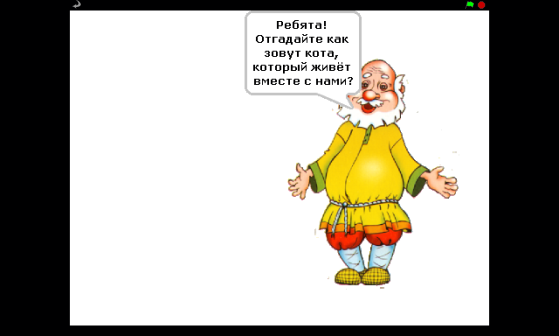 Ребята!
Отгадайте как
зовут кота,
который живёт
вместе с нами?